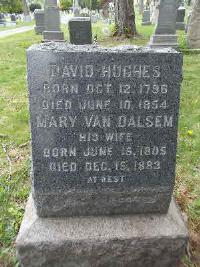 DAVID HUGHES
BORN OCT. 12, 1796
DIED JUNE 10, 1854
MARY VAN DALSEM
HIS WIFE
BORN JUNE 15, 1805
DIED DEC. 15, 1883
AT REST